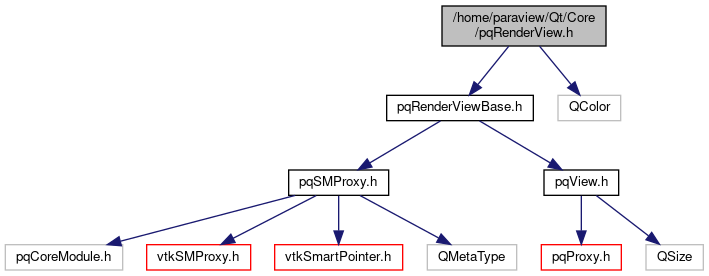 /home/paraview/Qt/Core
/pqRenderView.h
pqRenderViewBase.h
QColor
pqSMProxy.h
pqView.h
pqCoreModule.h
vtkSMProxy.h
vtkSmartPointer.h
QMetaType
pqProxy.h
QSize